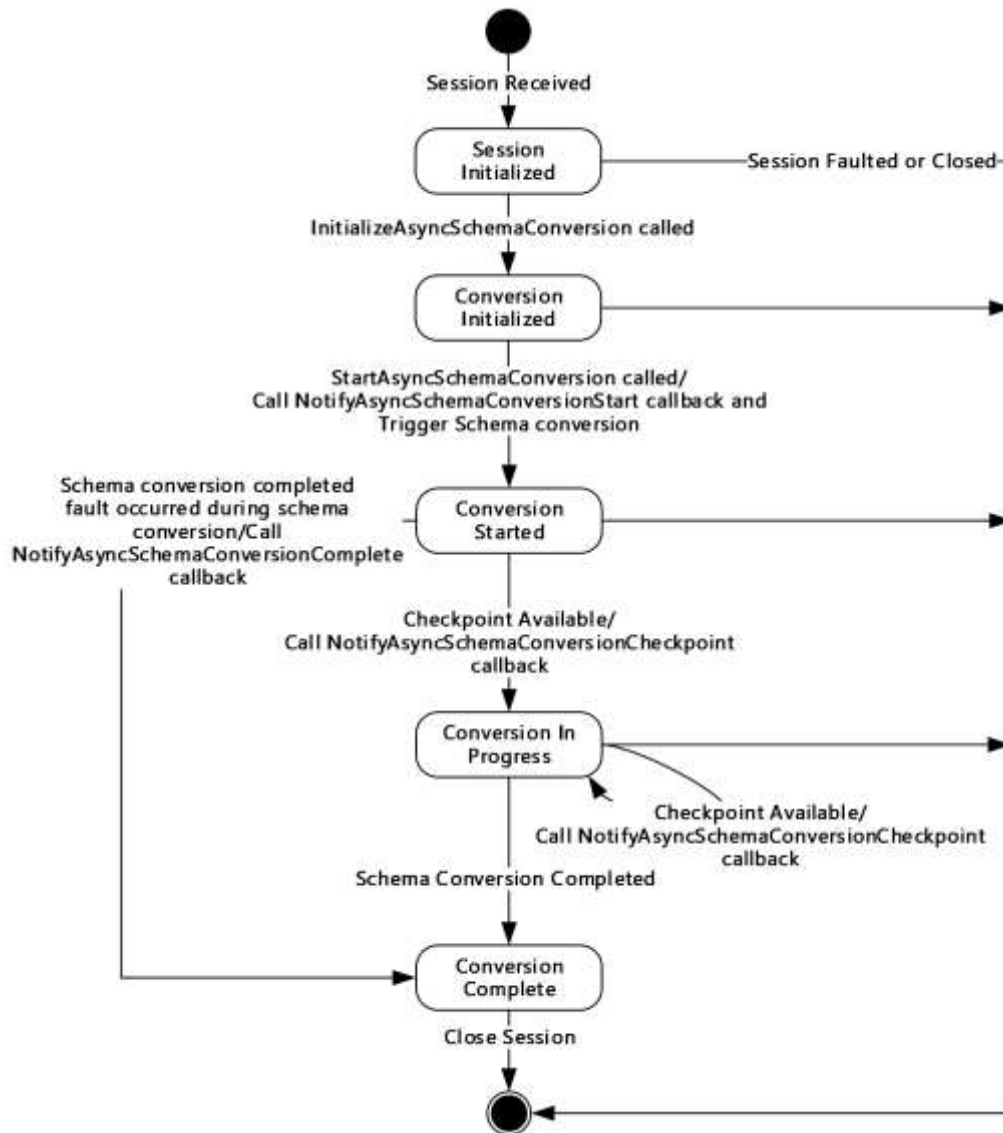 Session Received
Session
Initialized
Session Faulted or Closed
InitializeAsyncSchemaConversion called
Conversion
Initialized
StartAsyncSchemaConversion called/
Call NotifyAsyncSchemaConversionStart callback and
Trigger Schema conversion
Schema conversion completed
fault occurred during schema
conversion/Call
NotifyAsyncSchemaConversionComplete
callback
Conversion
Started
Checkpoint Available/
Call NotifyAsyncSchemaConversionCheckpoint
callback
Conversion In
Progress
Checkpoint Available/
Call NotifyAsyncSchemaConversionCheckpoint
callback
Schema Conversion Completed
Conversion
Complete
Close Session